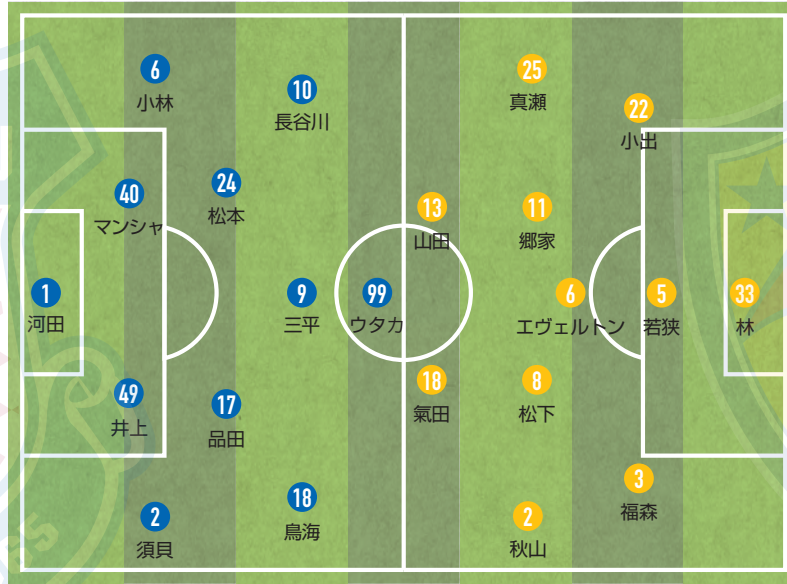 6
小林
10
長谷川
40
マンシャ
24
松本
1
河田
9
三平
99
ウタカ
49
井上
17
品田
2
須貝
18
鳥海
25
真瀬
22
小出
13
山田
11
郷家
6
エヴェルトン
5
若狭
33
林
18
氣田
8
松下
3
福森
2
秋山